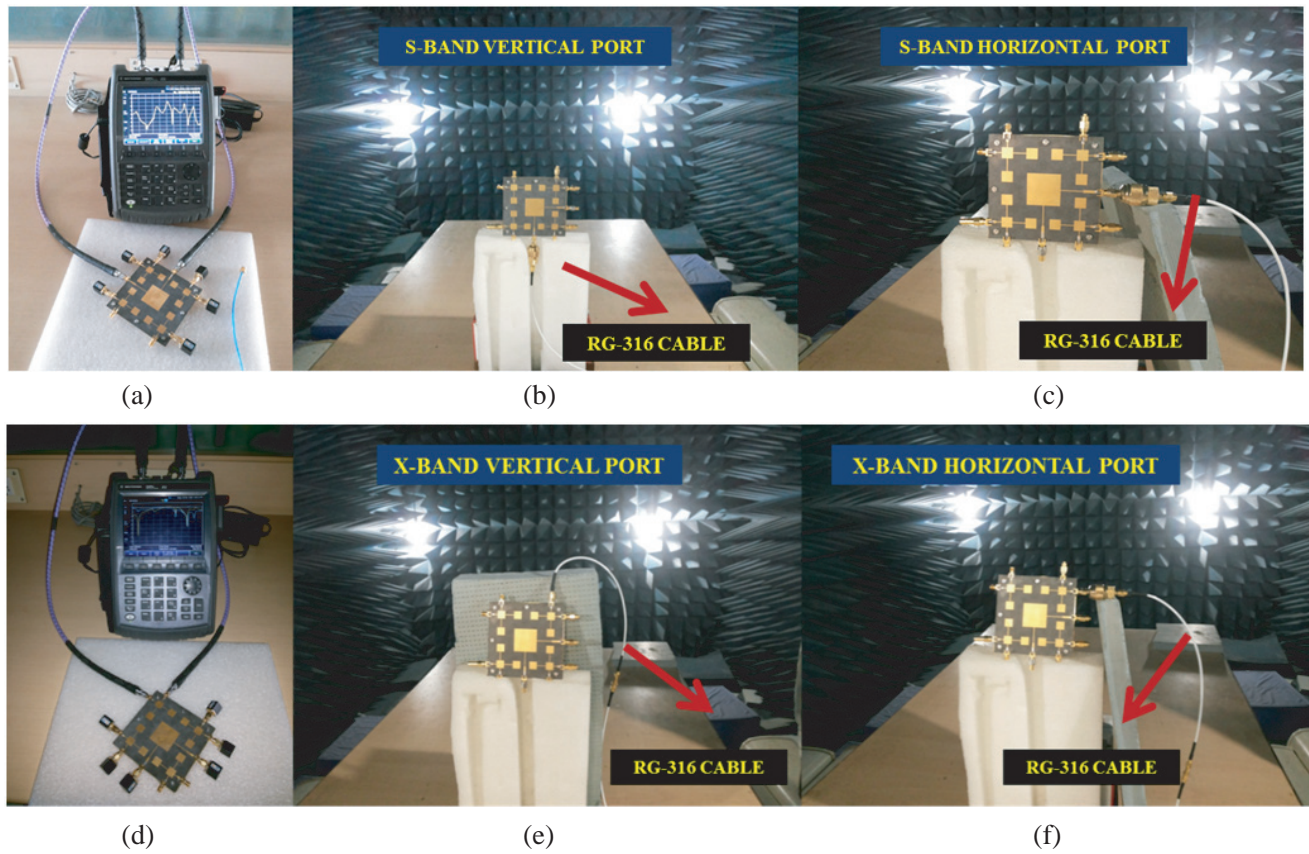 S-BAND VERTICAL PORT
S-BAND HORIZONTAL PORT
RG-316 CABLE
RG-316 CABLE
(a)
(b)
(c)
X-BAND VERTICAL PORT
X-BAND HORIZONTAL PORT
RG-316 CABLE
RG-316 CABLE
(d)
(e)
(f)